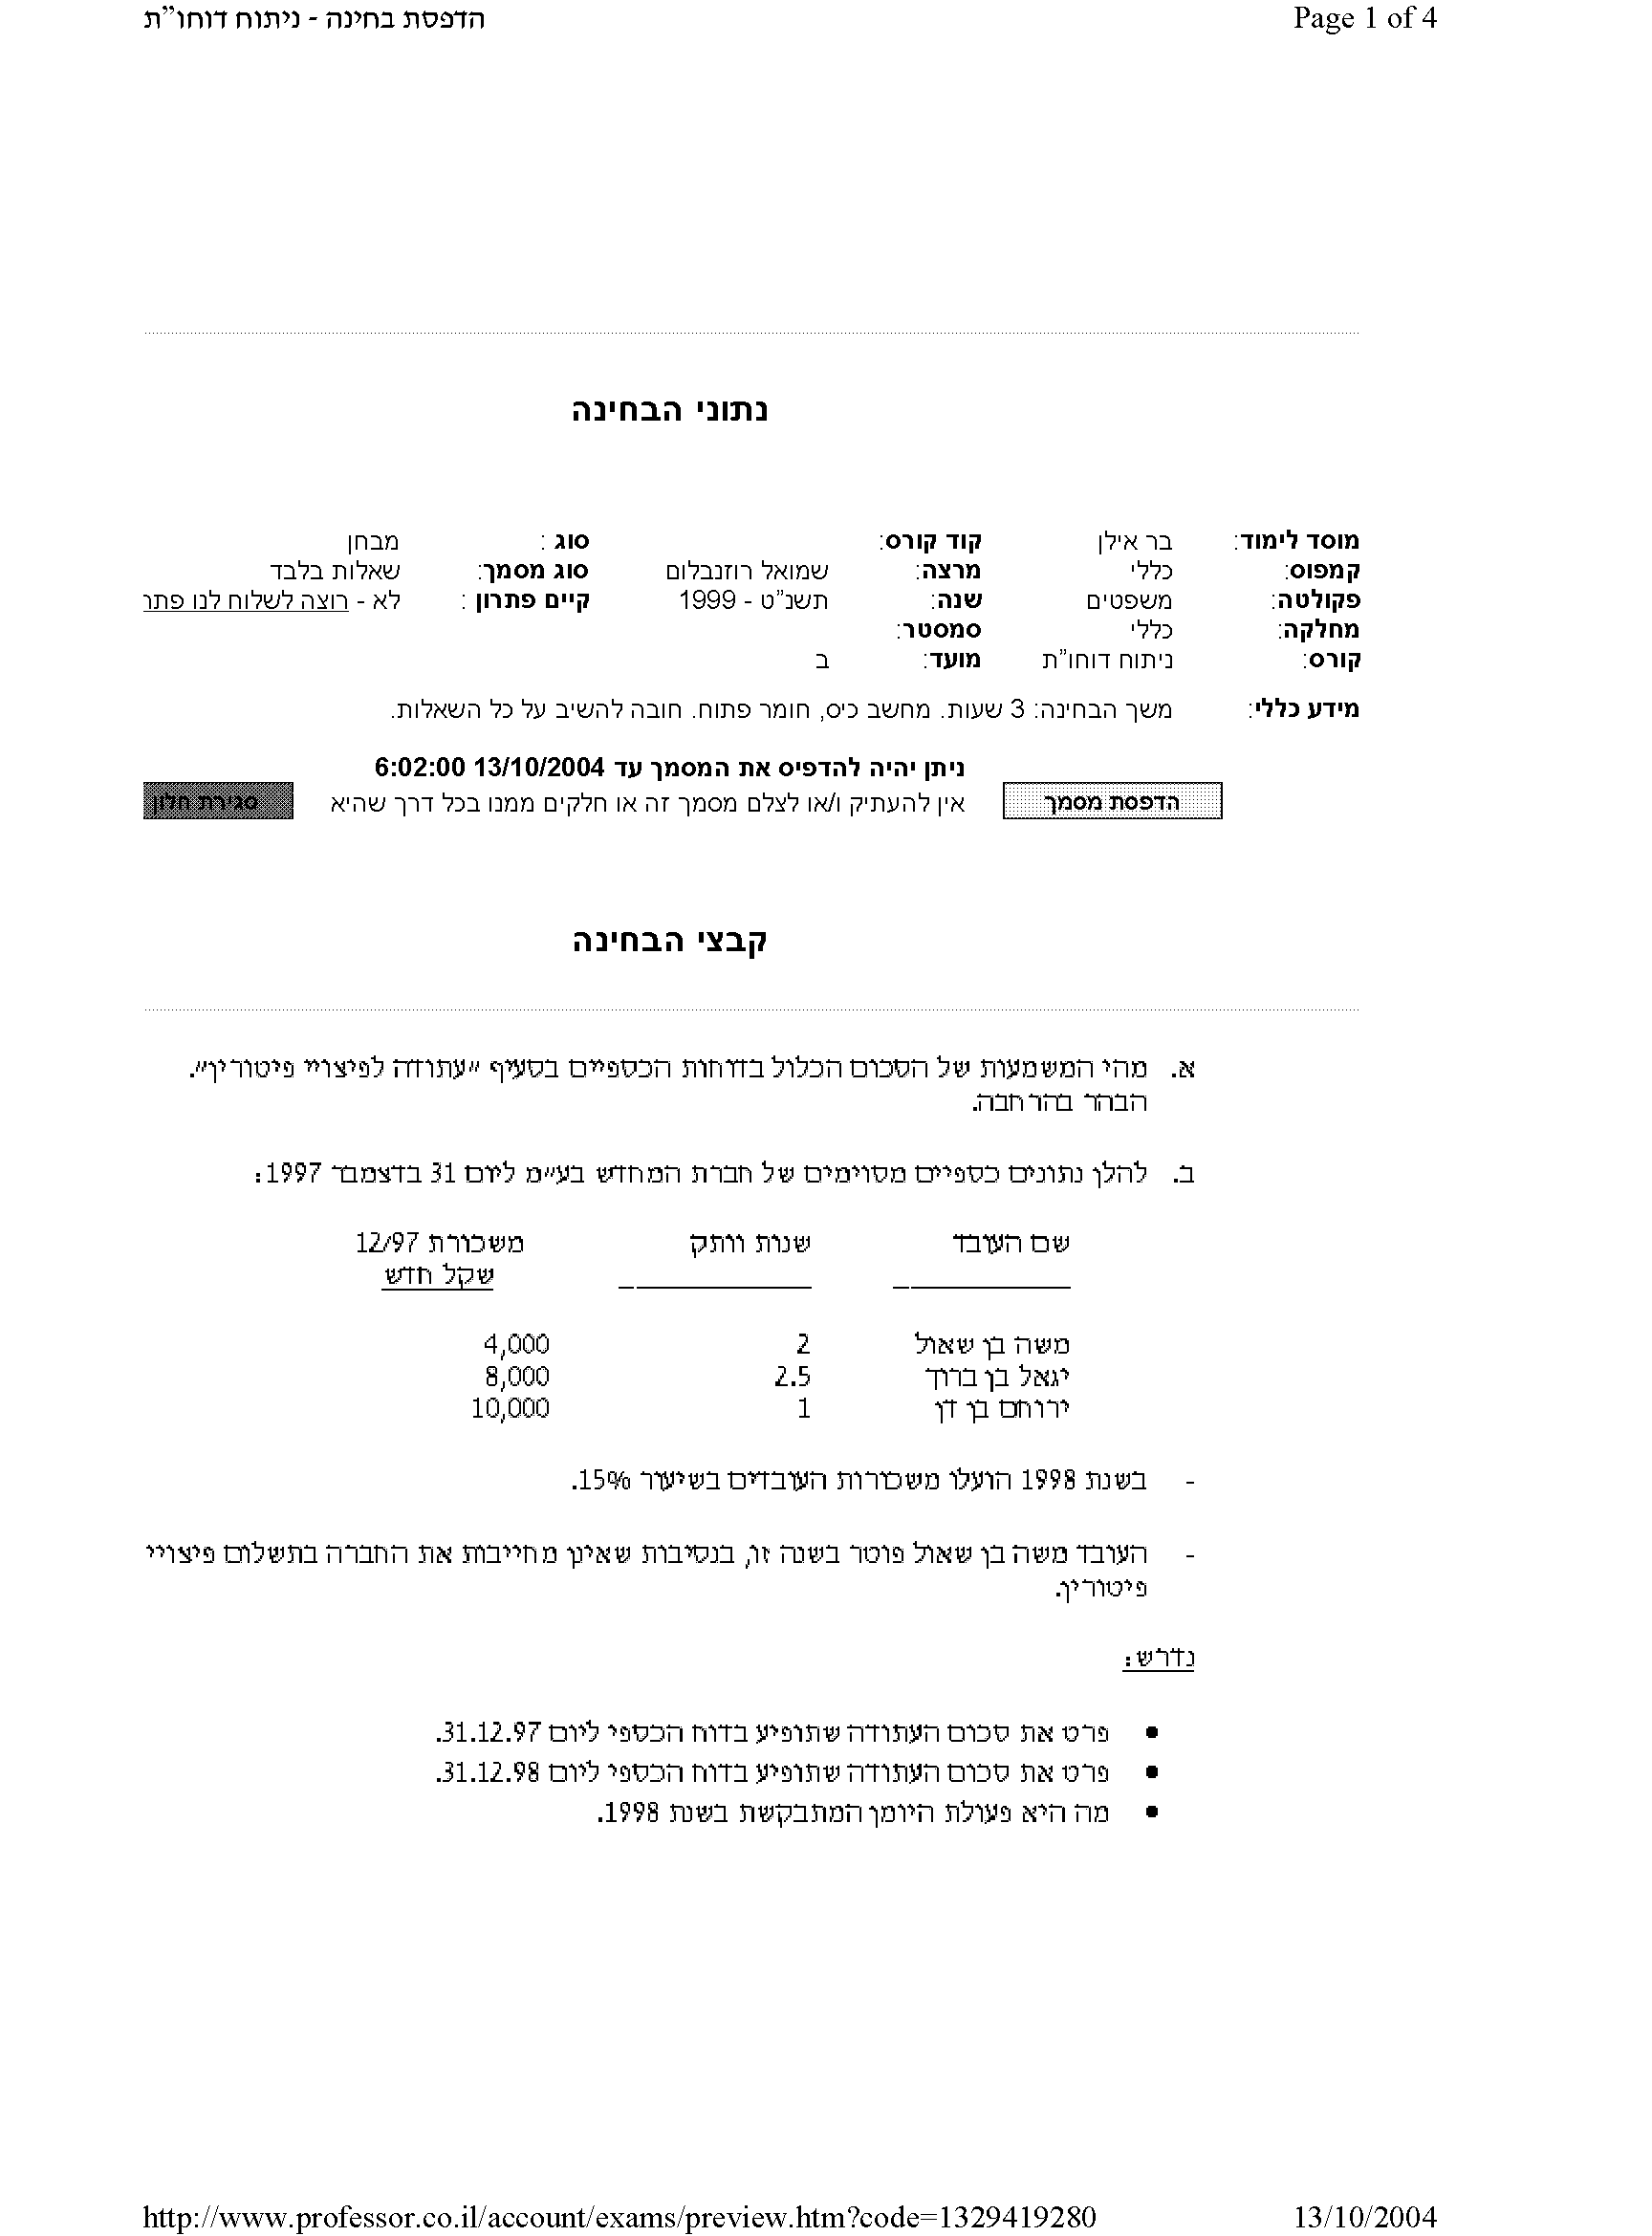 הדפסת בחינה - ניתוח דוחו”ת Page 1 of 4
נתוני הבחינה
מוסד לימוד: בר אילן קוד קורס: סוג : מבחן
קמפוס: כללי מרצה: שמואל רוזנבלום סוג מסמך: שאלות בלבד
פקולטה: משפטים שנה: תשנ”ט - 1999 קיים פתרון : לא - רוצה לשלוח לנו פתר
מחלקה: כללי סמסטר:
קורס: ניתוח דוחו”ת מועד: ב
מידע כללי: משך הבחינה: 3 שעות. מחשב כיס, חומר פתוח. חובה להשיב על כל השאלות.
ניתן יהיה להדפיס את המסמך עד 13/10/2004 6:02:00
הדפסת מסמך אין להעתיק ו/או לצלם מסמך זה או חלקים ממנו בכל דרך שהיא סגירת חלון
קבצי הבחינה
א. מהי המשמעות של הסכום הכלול בדוחות הכספיים בסעיף "עתודה לפיצויי פיטורין".
הבהר בהרחבה.
ב. להלן נתונים כספיים מסוימים של חברת המחדש בע"מ ליום 31 בדצמבר 1997:
שם העובד שנות וותק משכורת 12/97
שקל חדש
משה בן שאול 2 4,000
יגאל בן ברוך 2.5 8,000
ירוחם בן דן 1 10,000
- בשנת 1998 הועלו משכורות העובדים בשיעור 15%.
- העובד משה בן שאול פוטר בשנה זו, בנסיבות שאינן מחייבות את החברה בתשלום פיצויי
פיטורין.
נדרש:
• פרט את סכום העתודה שתופיע בדוח הכספי ליום 31.12.97.
• פרט את סכום העתודה שתופיע בדוח הכספי ליום 31.12.98.
• מה היא פעולת היומן המתבקשת בשנת 1998.
http://www.professor.co.il/account/exams/preview.htm?code=1329419280 13/10/2004